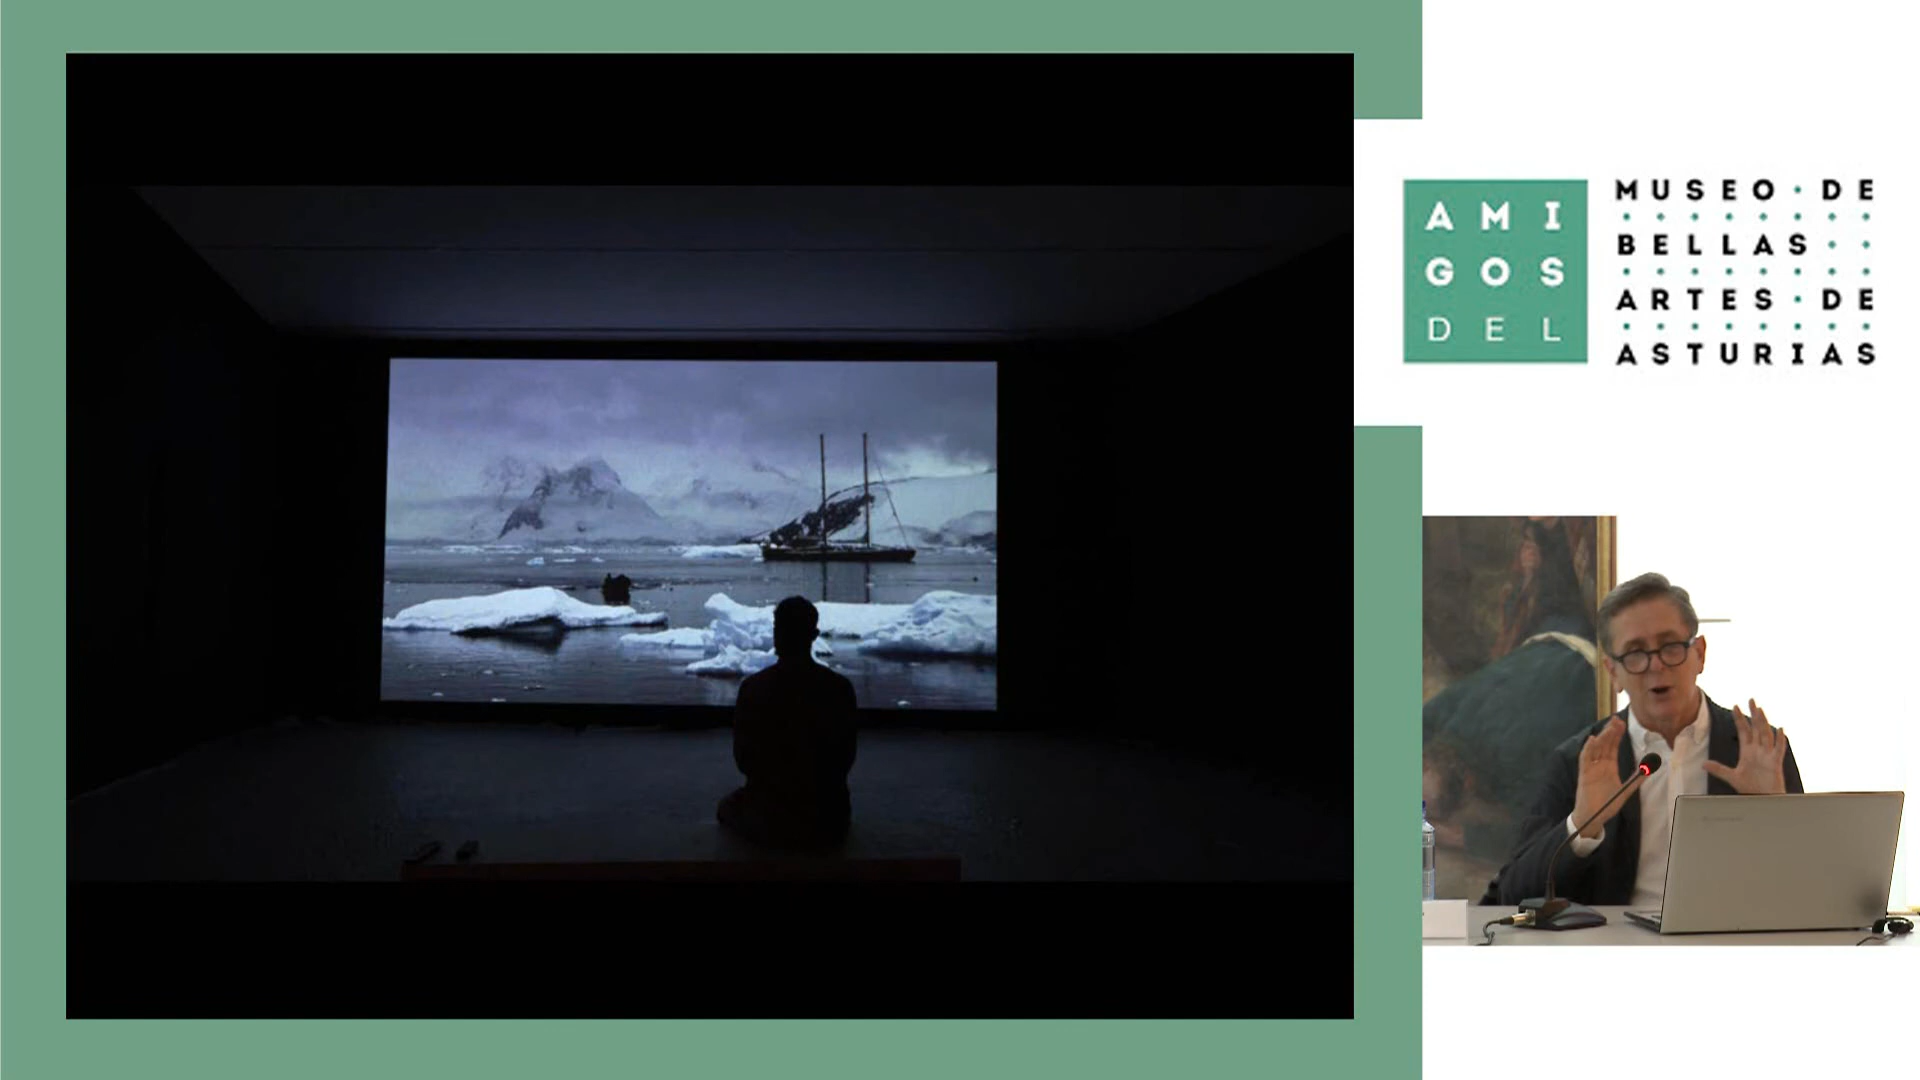 AMI
GOS
DEL
MUSEO · DE
BELLAS
ARTES · DE
ASTURIAS